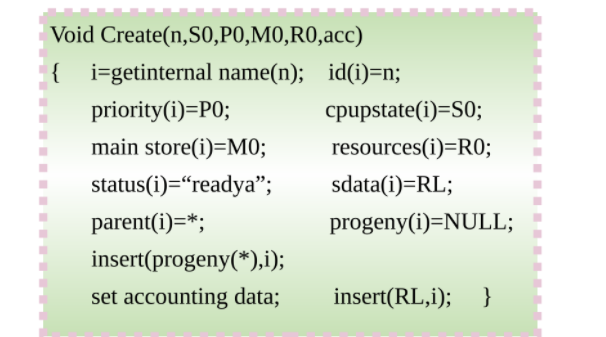 Void Create(n,S0,P0,M0,R0,acc)
{ i=getinternal name(n); id(i)=n;
priority(i)=P0; cpupstate(i)=S0;
main store(i)=M0; resources(i)=R0;
status(i)=“readya”; sdata(i)=RL;
parent(i)=*; progeny(i)=NULL;
insert(progeny(*),i);
set accounting data; insert(RL,i); }